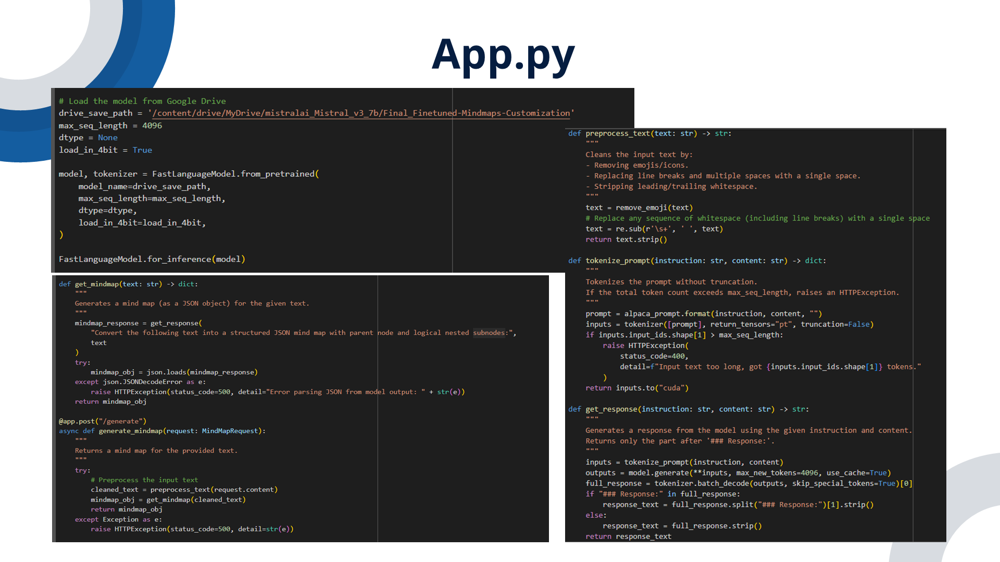 App.py
# Load the model from Google Drive
drive_save_path = '/content/drive/MyDrive/mistralai_Mistral_v3_7b/Final_Finetuned-Mindmaps-Customization'
max_seq_length = 4096
dtype = None
load_in_4bit = True
model, tokenizer = FastLanguageModel.from_pretrained(
    model_name=drive_save_path,
    max_seq_length=max_seq_length,
    dtype=dtype,
    load_in_4bit=load_in_4bit,
)
FastLanguageModel.for_inference(model)
def get_mindmap(text: str) -> dict:
    """
    Generates a mind map (as a JSON object) for the given text.
    """
    mindmap_response = get_response(
        "Convert the following text into a structured JSON mind map with parent node and logical nested subnodes:",
        text
    )
    try:
        mindmap_obj = json.loads(mindmap_response)
    except json.JSONDecodeError as e:
        raise HTTPException(status_code=500, detail="Error parsing JSON from model output: " + str(e))
    return mindmap_obj
@app.post("/generate")
async def generate_mindmap(request: MindMapRequest):
    """
    Returns a mind map for the provided text.
    """
    try:
        # Preprocess the input text
        cleaned_text = preprocess_text(request.content)
        mindmap_obj = get_mindmap(cleaned_text)
        return mindmap_obj
    except Exception as e:
        raise HTTPException(status_code=500, detail=str(e))
def preprocess_text(text: str) -> str:
    """
    Cleans the input text by:
    - Removing emojis/icons.
    - Replacing line breaks and multiple spaces with a single space.
    - Stripping leading/trailing whitespace.
    """
    text = remove_emoji(text)
    # Replace any sequence of whitespace (including line breaks) with a single space
    text = re.sub(r'\s+', ' ', text)
    return text.strip()
def tokenize_prompt(instruction: str, content: str) -> dict:
    """
    Tokenizes the prompt without truncation.
    If the total token count exceeds max_seq_length, raises an HTTPException.
    """
    prompt = alpaca_prompt.format(instruction, content, "")
    inputs = tokenizer([prompt], return_tensors="pt", truncation=False)
    if inputs.input_ids.shape[1] > max_seq_length:
        raise HTTPException(
            status_code=400,
            detail=f"Input text too long, got {inputs.input_ids.shape[1]} tokens."
        )
    return inputs.to("cuda")
def get_response(instruction: str, content: str) -> str:
    """
    Generates a response from the model using the given instruction and content.
    Returns only the part after '### Response:'.
    """
    inputs = tokenize_prompt(instruction, content)
    outputs = model.generate(**inputs, max_new_tokens=4096, use_cache=True)
    full_response = tokenizer.batch_decode(outputs, skip_special_tokens=True)[0]
    if "### Response:" in full_response:
        response_text = full_response.split("### Response:")[1].strip()
    else:
        response_text = full_response.strip()
    return response_text